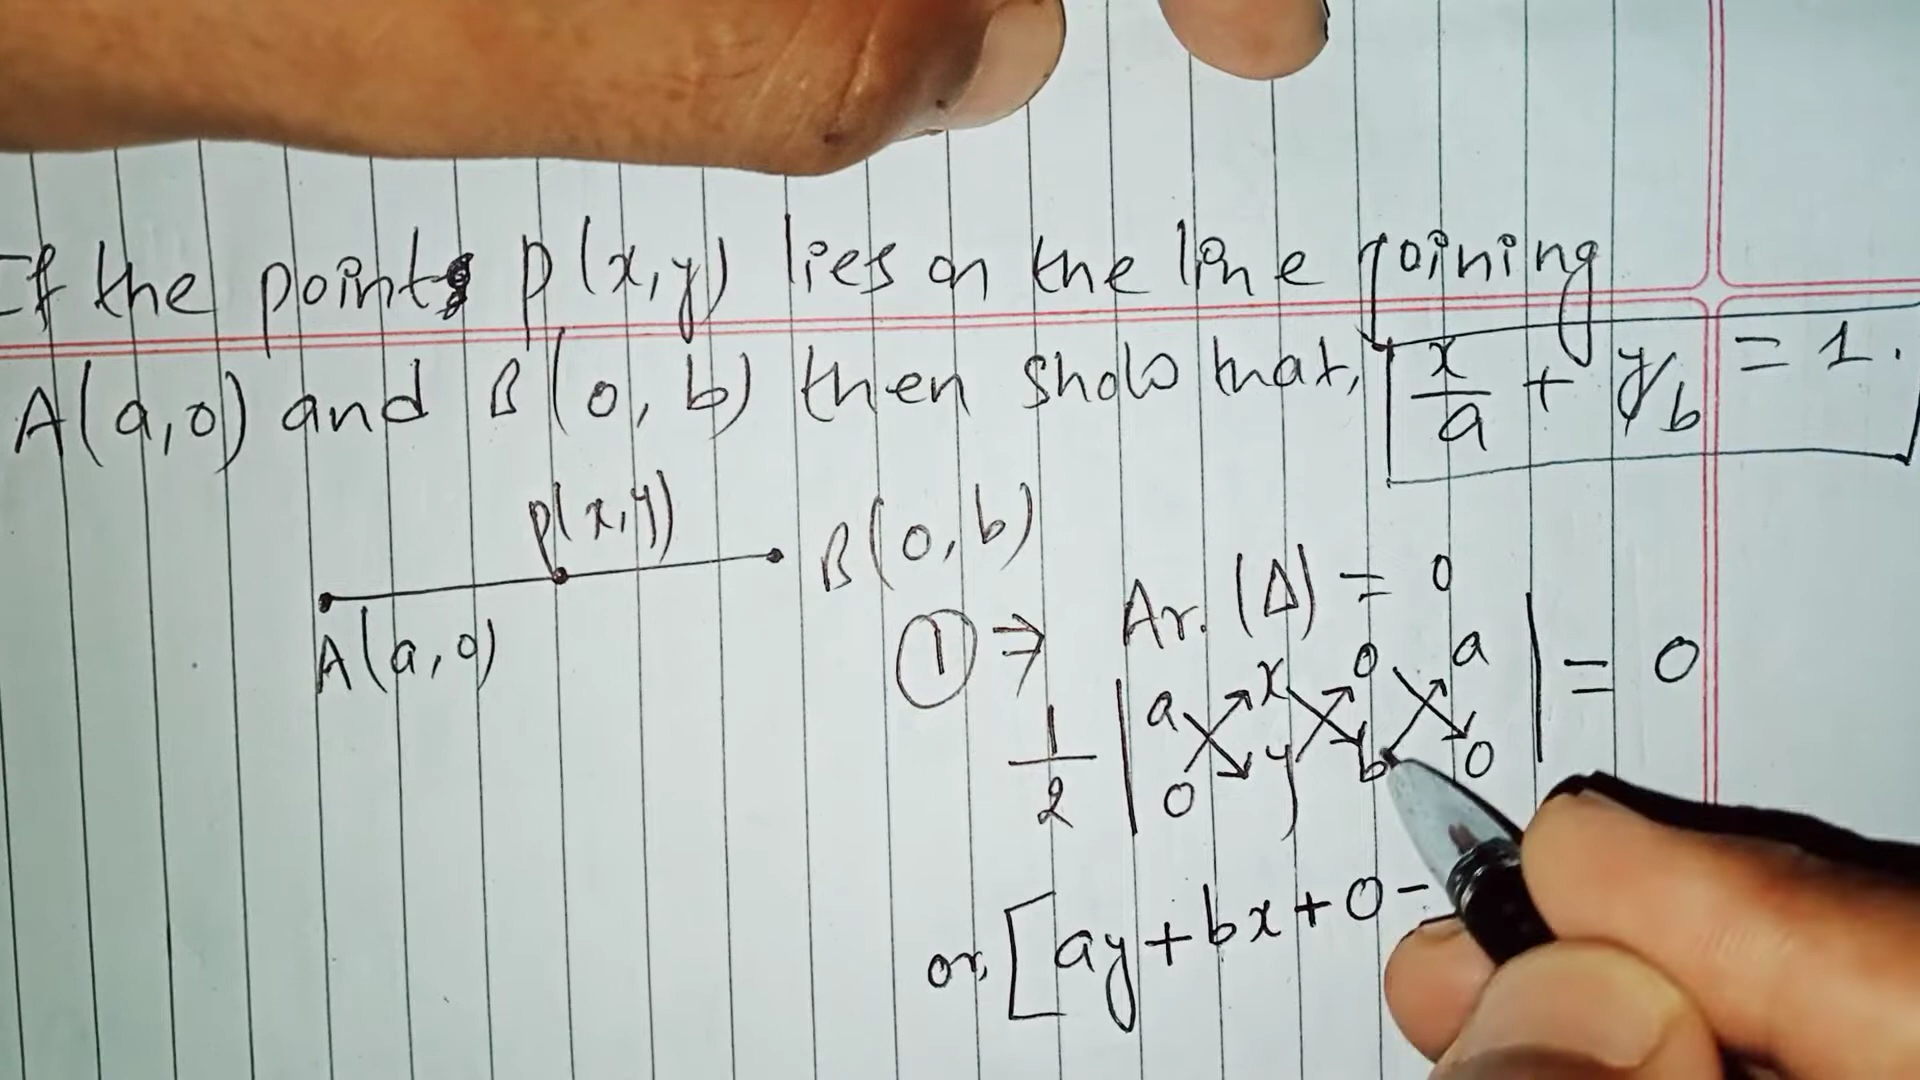 If the points P(x,y) lies on the line joining
A(a,0) and B(0,b) then show that, x/a + y/b = 1.
P(x,y)
B(0,b)
A(a,0)
① ⇒ Ar.(Δ) = 0
1/2 | a x 0 a | = 0
0 y b 0
or, [ay + bx + 0 -